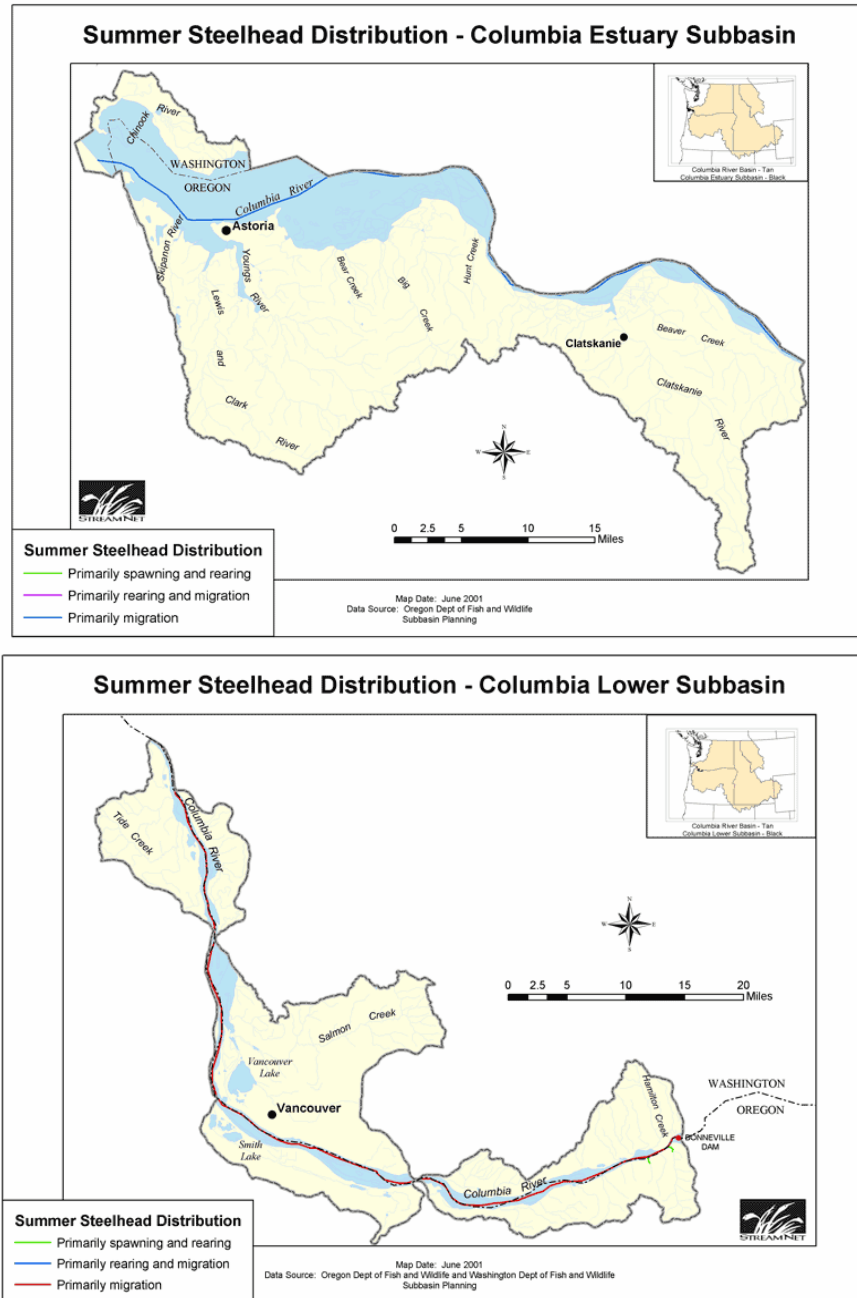 Summer Steelhead Distribution - Columbia Estuary Subbasin
Columbia River Basin - Tan
Columbia Estuary Subbasin - Black
Chinook River
WASHINGTON
OREGON
Columbia River
Astoria
Skipanon River
Youngs River
Lewis and Clark River
Bear Creek
Big Creek
Hunt Creek
Clatskanie
Beaver Creek
Clatskanie River
N
W E
S
0 2.5 5 10 15
Miles
STREAMNET
Summer Steelhead Distribution
Primarily spawning and rearing
Primarily rearing and migration
Primarily migration
Map Date: June 2001
Data Source: Oregon Dept of Fish and Wildlife
Subbasin Planning
Summer Steelhead Distribution - Columbia Lower Subbasin
Columbia River Basin - Tan
Columbia Lower Subbasin - Black
Tide Creek
Columbia River
N
W E
S
0 2.5 5 10 15 20
Miles
Salmon Creek
Vancouver
Lake
Vancouver
Smith
Lake
Hamilton Creek
WASHINGTON
OREGON
BONNEVILLE
DAM
Columbia River
STREAMNET
Summer Steelhead Distribution
Primarily spawning and rearing
Primarily rearing and migration
Primarily migration
Map Date: June 2001
Data Source: Oregon Dept of Fish and Wildlife and Washington Dept of Fish and Wildlife
Subbasin Planning